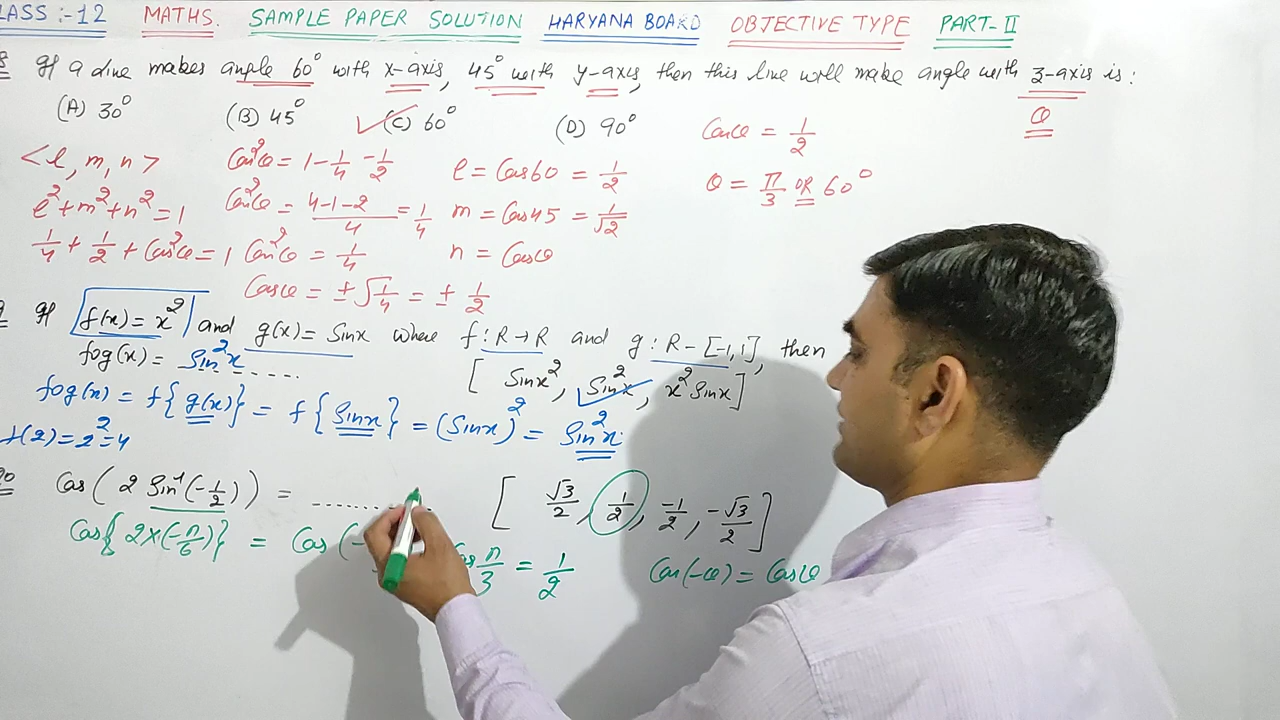 LASS :- 12 MATHS. SAMPLE PAPER SOLUTION HARYANA BOARD OBJECTIVE TYPE PART-II
If a line makes angle 60° with x-axis, 45° with y-axis, then this line will make angle with z-axis is :
(A) 30° (B) 45° (C) 60° (D) 90°
θ
<l, m, n>
l²+m²+n²=1
1/4 + 1/2 + Cos²θ = 1
Cos²θ = 1 - 1/4 - 1/2
Cos²θ = (4-1-2)/4 = 1/4
Cos²θ = 1/4
Cosθ = ±√(1/4) = ± 1/2
l = Cos60 = 1/2
m = Cos45 = 1/√2
n = Cosθ
Cosθ = 1/2
θ = π/3 OR 60°
If f(x) = x² and g(x) = Sinx where f : R → R and g : R - [-1,1], then
fog(x) = Sin²x .... [ Sinx², Sin²x, x²Sinx ]
fog(x) = f{g(x)} = f{Sinx} = (Sinx)² = Sin²x
f(2) = 2² = 4
Cos(2 Sin⁻¹(-1/2)) = ............ [ √3/2, 1/2, -1/2, -√3/2 ]
Cos{2×(-π/6)} = Cos(- π/3 = 1/2 Cos(-θ) = Cosθ